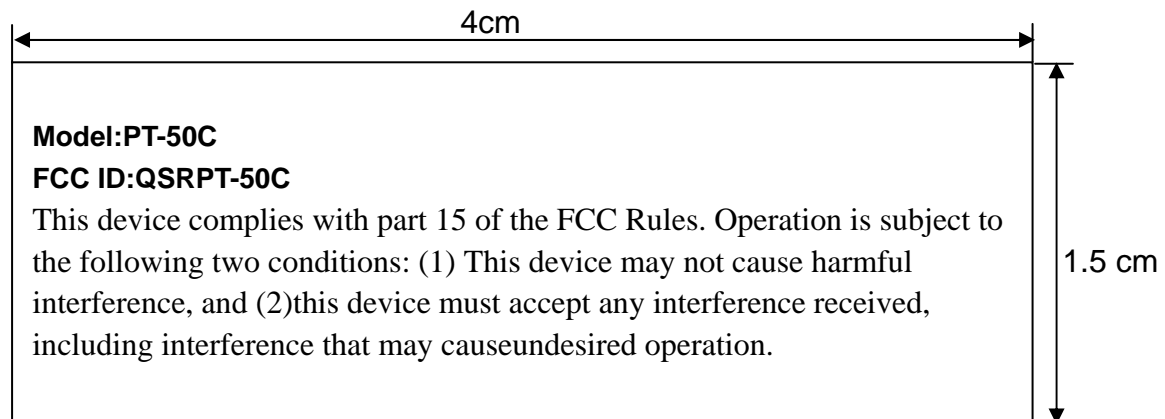 4cm
Model:PT-50C
FCC ID:QSRPT-50C
This device complies with part 15 of the FCC Rules. Operation is subject to
the following two conditions: (1) This device may not cause harmful
1.5 cm
interference, and (2)this device must accept any interference received,
including interference that may causeundesired operation.